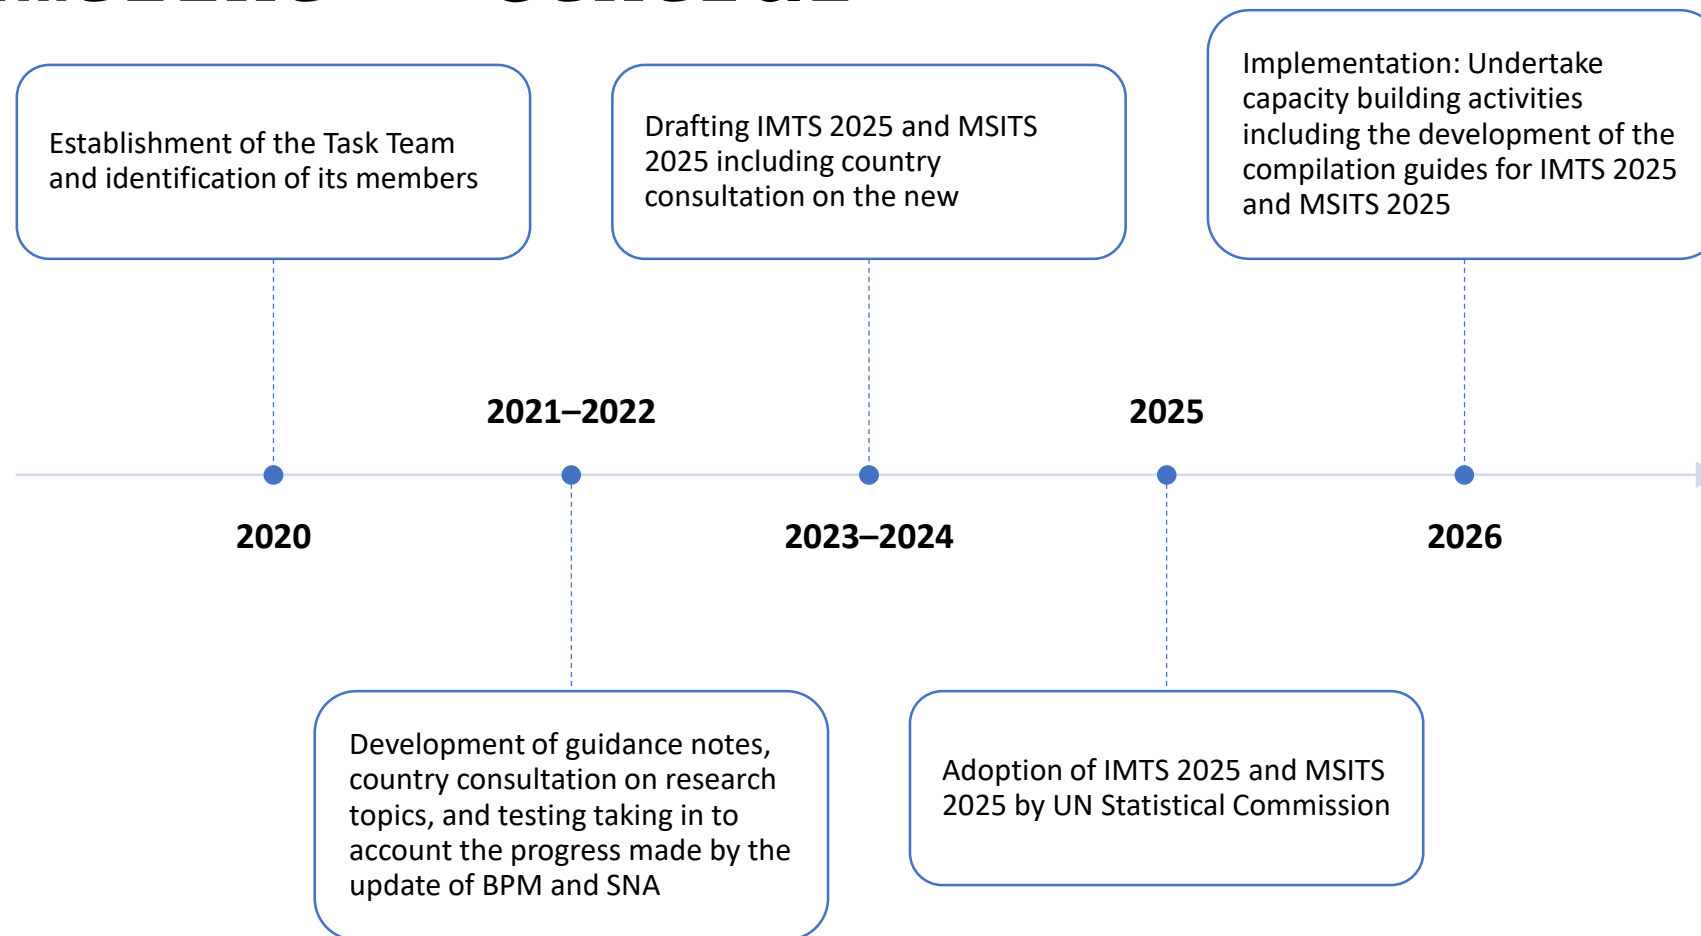 Establishment of the Task Team
and identification of its members
Drafting IMTS 2025 and MSITS
2025 including country
consultation on the new
Implementation: Undertake
capacity building activities
including the development of the
compilation guides for IMTS 2025
and MSITS 2025
2021–2022
2025
2020
2023–2024
2026
Development of guidance notes,
country consultation on research
topics, and testing taking in to
account the progress made by the
update of BPM and SNA
Adoption of IMTS 2025 and MSITS
2025 by UN Statistical Commission